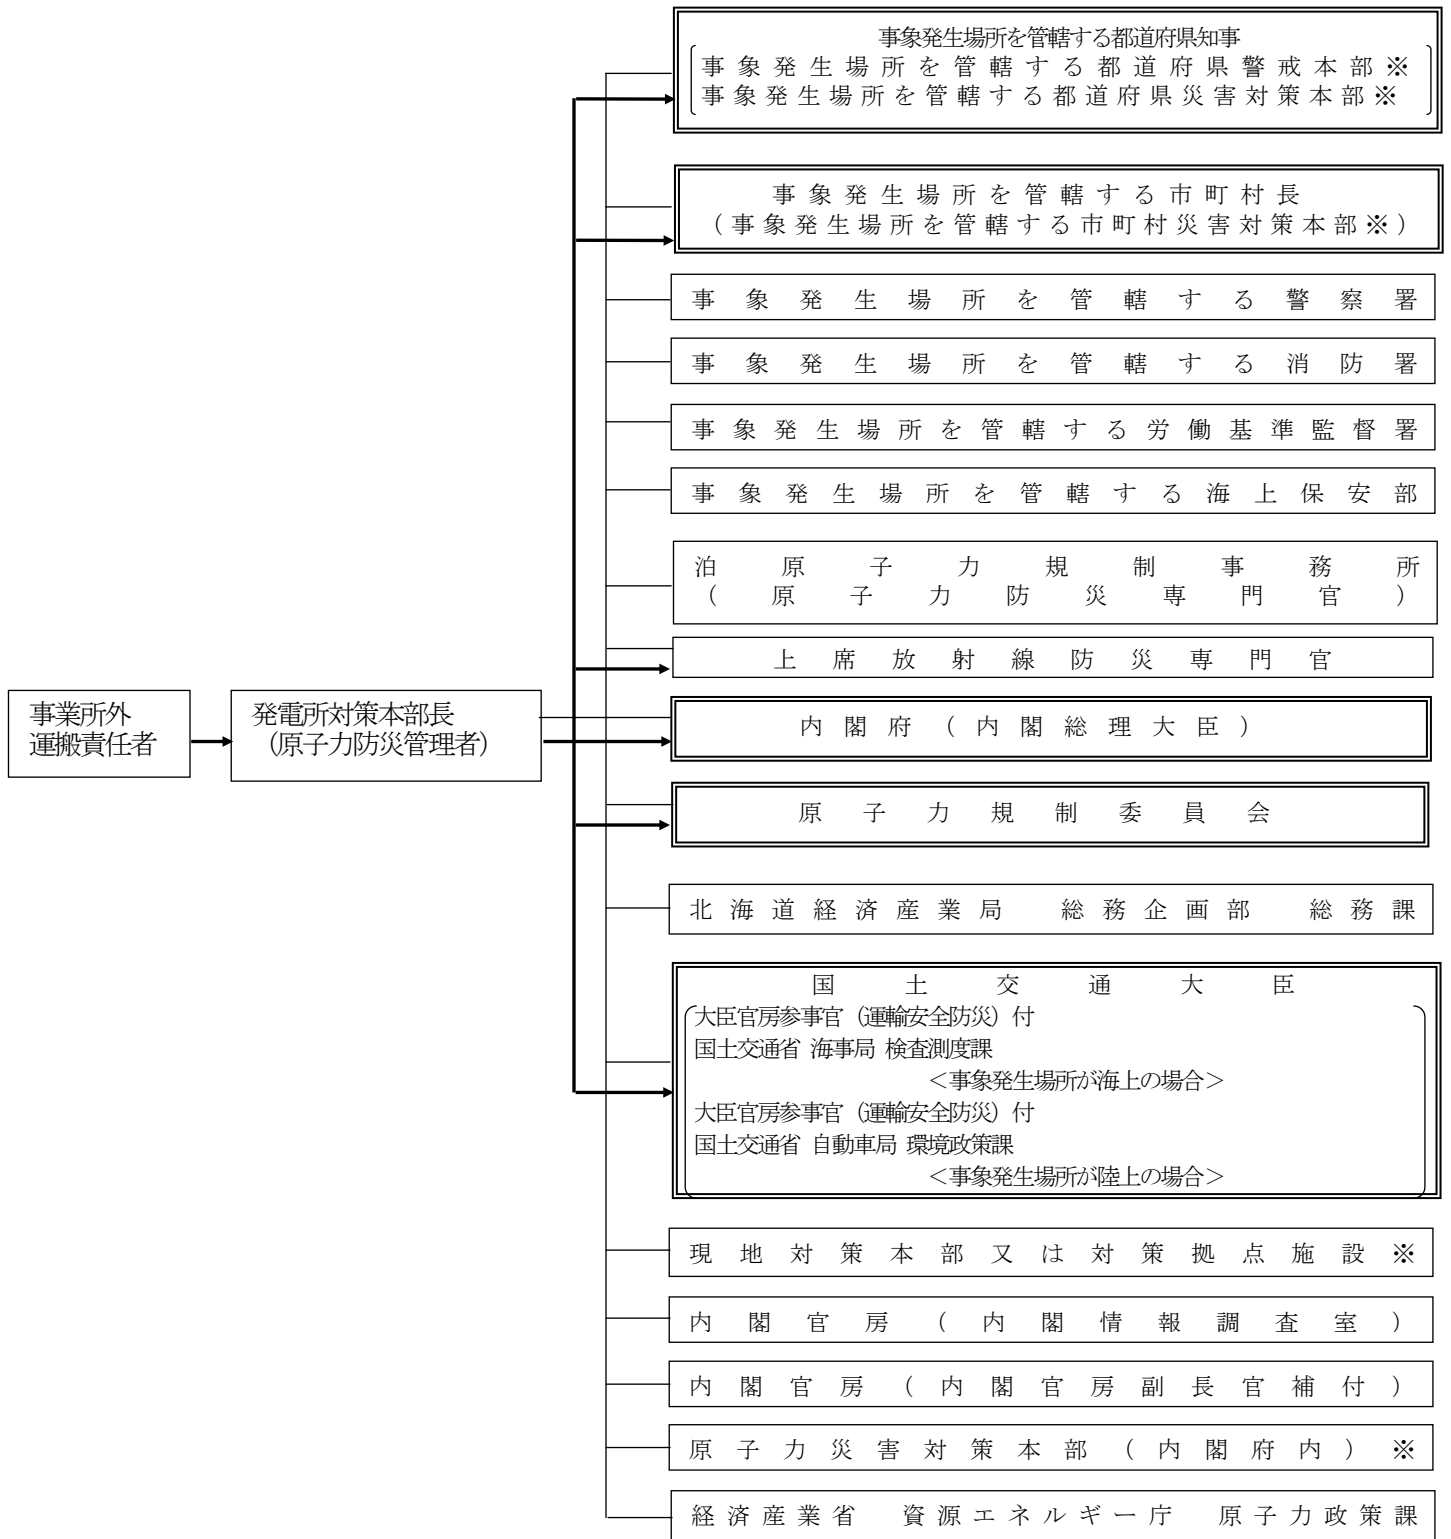 事象発生場所を管轄する都道府県知事
事象発生場所を管轄する都道府県警戒本部※
事象発生場所を管轄する都道府県災害対策本部※
事象発生場所を管轄する市町村長
（事象発生場所を管轄する市町村災害対策本部※）
事象発生場所を管轄する警察署
事象発生場所を管轄する消防署
事象発生場所を管轄する労働基準監督署
事象発生場所を管轄する海上保安部
泊原子力規制事務所
（原子力防災専門官）
上席放射線防災専門官
事業所外
運搬責任者
発電所対策本部長
（原子力防災管理者）
内閣府（内閣総理大臣）
原子力規制委員会
北海道経済産業局　総務企画部　総務課
国土交通大臣
大臣官房参事官（運輸安全防災）付
国土交通省 海事局 検査測度課
＜事象発生場所が海上の場合＞
大臣官房参事官（運輸安全防災）付
国土交通省 自動車局 環境政策課
＜事象発生場所が陸上の場合＞
現地対策本部又は対策拠点施設※
内閣官房（内閣情報調査室）
内閣官房（内閣官房副長官補付）
原子力災害対策本部（内閣府内）※
経済産業省　資源エネルギー庁　原子力政策課